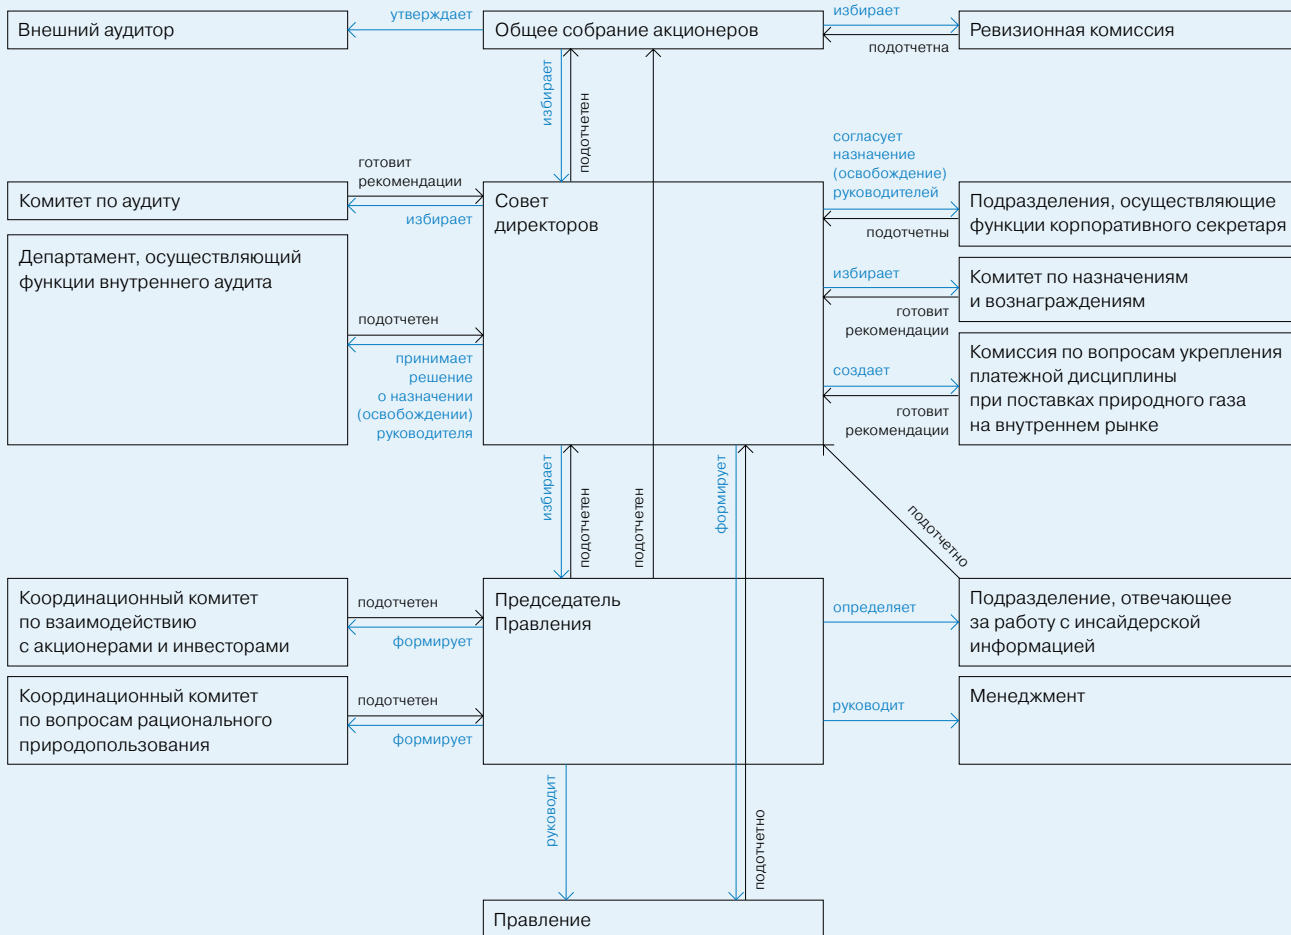 Внешний аудитор
утверждает
Общее собрание акционеров
избирает
подотчетна
Ревизионная комиссия
избирает
подотчетен
Комитет по аудиту
готовит
рекомендации
избирает
Совет
директоров
согласует
назначение
(освобождение)
руководителей
подотчетны
Подразделения, осуществляющие
функции корпоративного секретаря
Департамент, осуществляющий
функции внутреннего аудита
подотчетен
принимает
решение
о назначении
(освобождении)
руководителя
избирает
готовит
рекомендации
Комитет по назначениям
и вознаграждениям
создает
готовит
рекомендации
Комиссия по вопросам укрепления
платежной дисциплины
при поставках природного газа
на внутреннем рынке
избирает
подотчетен
подотчетен
формирует
подотчетно
Координационный комитет
по взаимодействию
с акционерами и инвесторами
подотчетен
формирует
Председатель
Правления
определяет
Подразделение, отвечающее
за работу с инсайдерской
информацией
Координационный комитет
по вопросам рационального
природопользования
подотчетен
формирует
руководит
Менеджмент
руководит
подотчетно
Правление